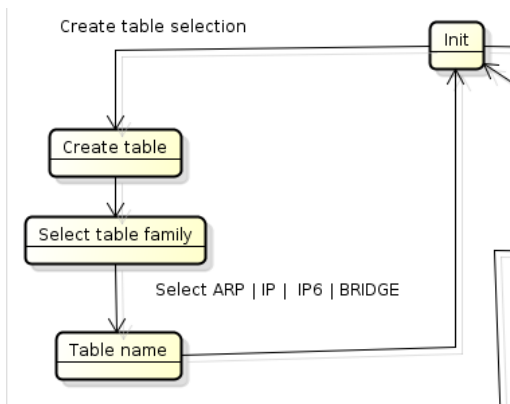 Create table selection
Init
Create table
Select table family
Select ARP | IP | IP6 | BRIDGE
Table name